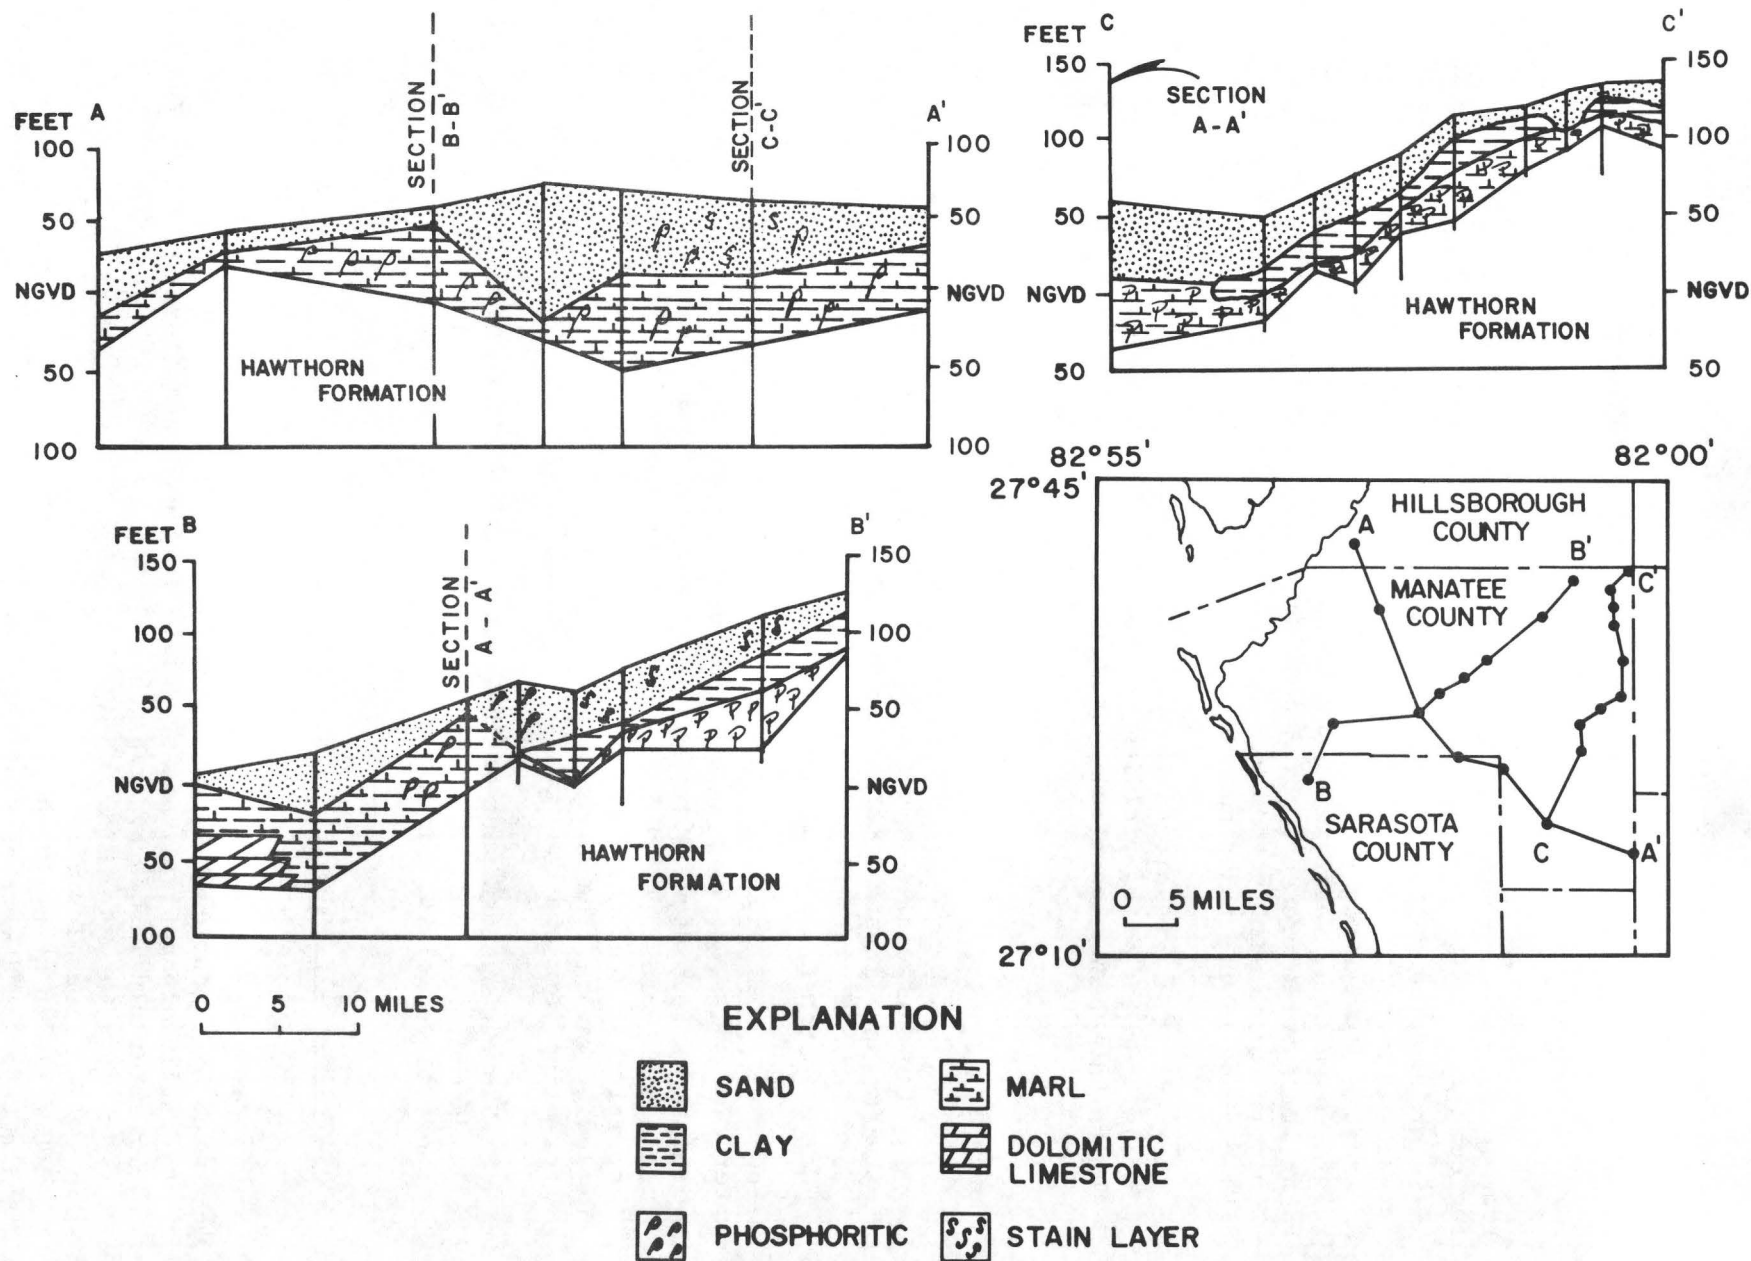 FEET A
A'
SECTION
B-B'
SECTION
C-C'
100
50
NGVD
50
100
100
50
NGVD
50
100
HAWTHORN
FORMATION
P P P P P P P P P P P P P P P
S S S
FEET C
C'
150
100
50
NGVD
50
150
100
50
NGVD
50
SECTION
A-A'
HAWTHORN
FORMATION
FEET B
B'
SECTION
A-A'
150
100
50
NGVD
50
100
150
100
50
NGVD
50
100
HAWTHORN
FORMATION
0 5 10 MILES
82°55' 82°00'
27°45'
HILLSBOROUGH
COUNTY
A
B'
C'
MANATEE
COUNTY
B
SARASOTA
COUNTY
C
A'
0 5 MILES
27°10'
EXPLANATION
SAND
MARL
CLAY
DOLOMITIC
LIMESTONE
PHOSPHORITIC
STAIN LAYER